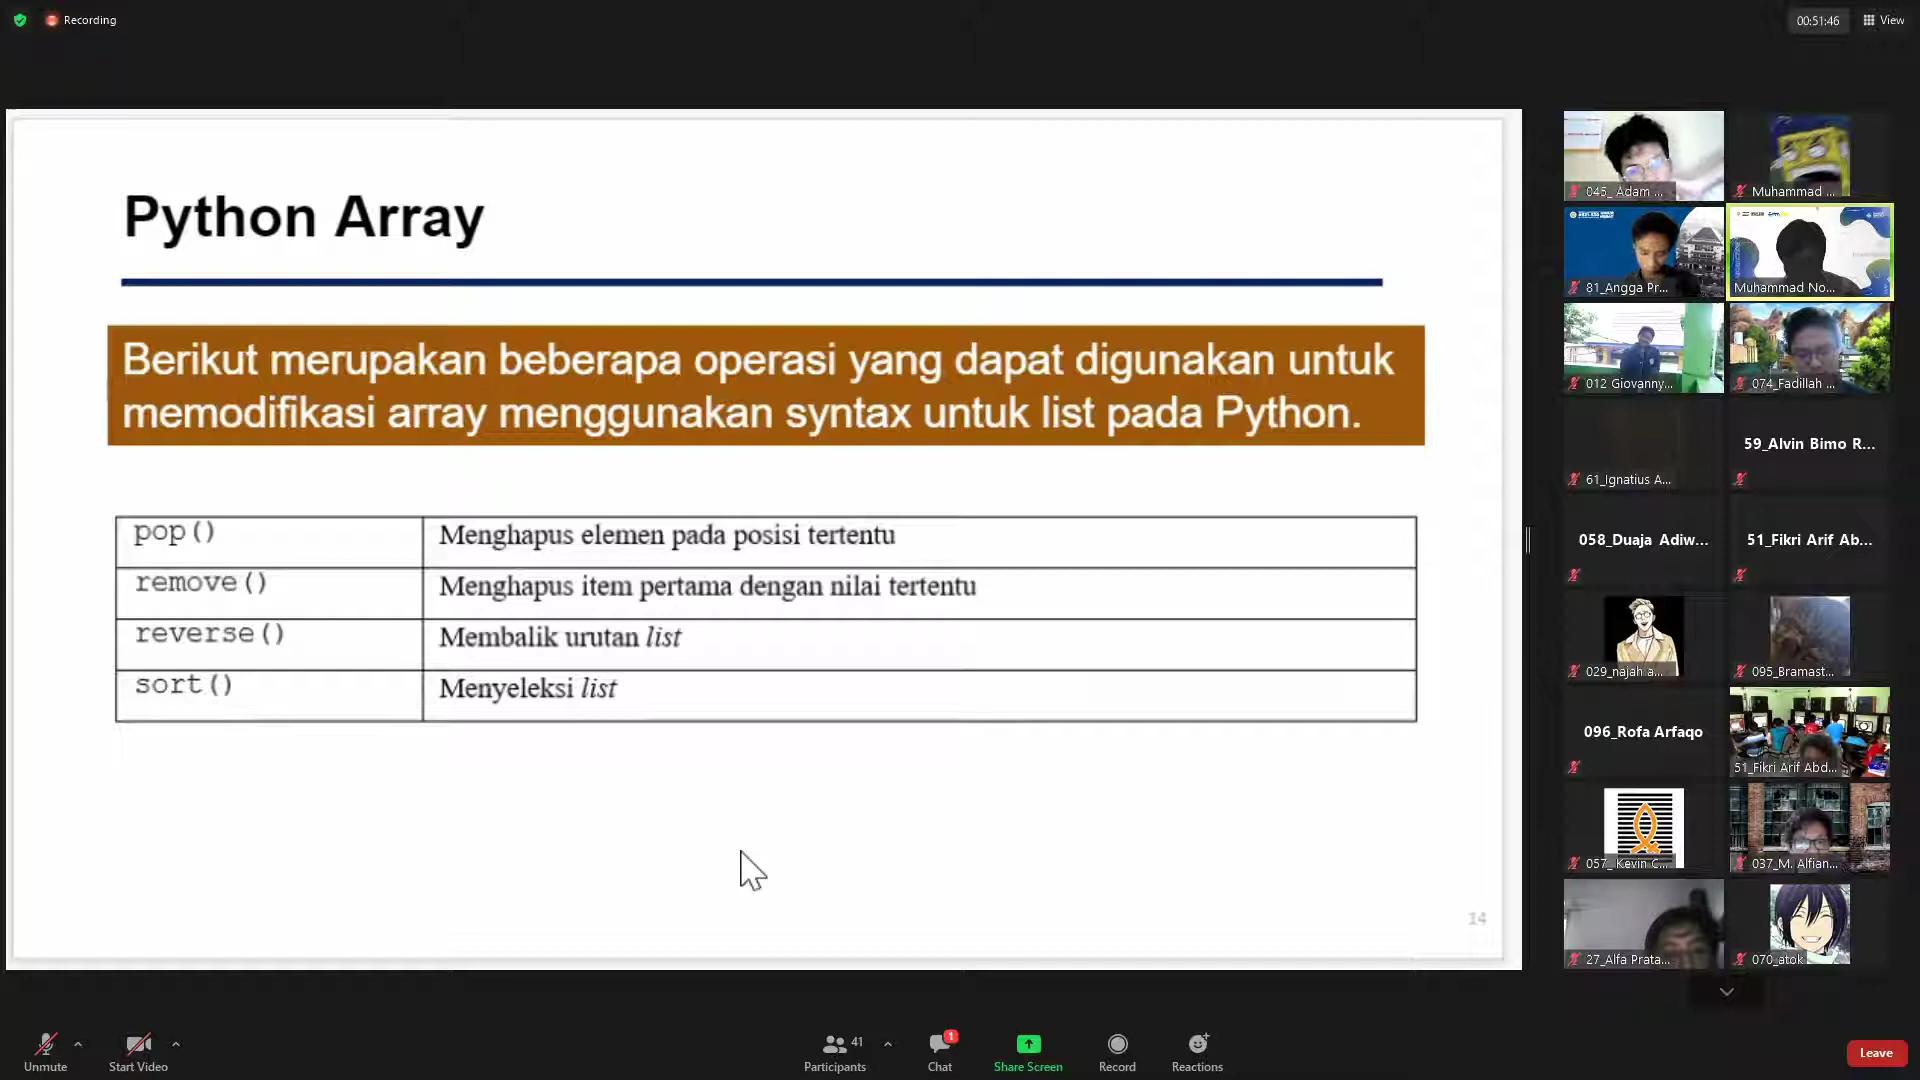 Recording
00:51:46
View
Python Array
Berikut merupakan beberapa operasi yang dapat digunakan untuk
memodifikasi array menggunakan syntax untuk list pada Python.
pop() Menghapus elemen pada posisi tertentu
remove() Menghapus item pertama dengan nilai tertentu
reverse() Membalik urutan list
sort() Menyeleksi list
14
045_ Adam ...
Muhammad ...
81_Angga Pr...
Muhammad No...
012 Giovanny...
074_Fadillah ...
61_Ignatius A...
59_Alvin Bimo R...
058_Duaja Adiw...
51_Fikri Arif Ab...
029_najah a...
095_Bramast...
096_Rofa Arfaqo
51_Fikri Arif Abd...
057_ Kevin C...
037_M. Alfian...
27_Alfa Prata...
070_atok
Unmute
Start Video
41
Participants
1
Chat
Share Screen
Record
Reactions
Leave